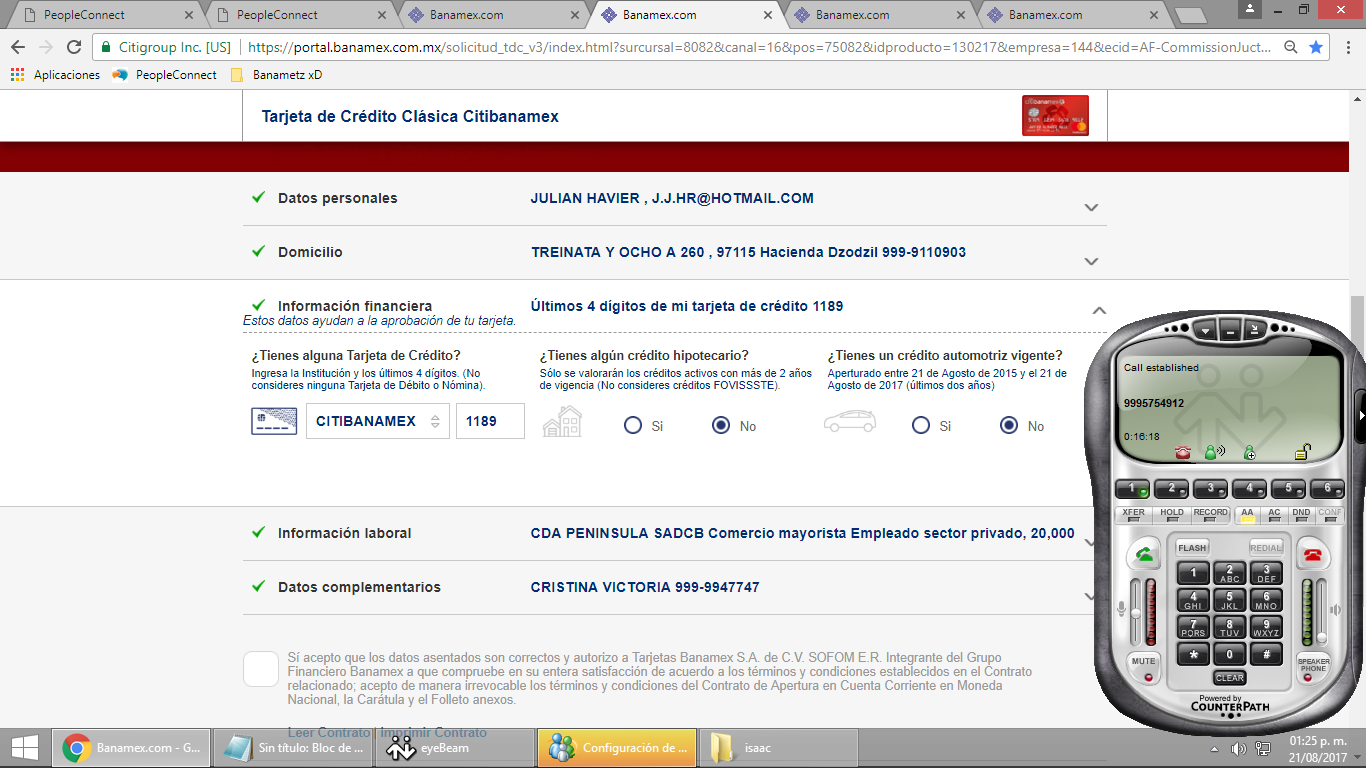 PeopleConnect
PeopleConnect
Banamex.com
Banamex.com
Banamex.com
Banamex.com
Citigroup Inc. [US]
https://portal.banamex.com.mx/solicitud_tdc_v3/index.html?surcursal=8082&canal=16&pos=75082&idproducto=130217&empresa=144&ecid=AF-CommissionJuct...
Aplicaciones
PeopleConnect
Banametz xD
Tarjeta de Crédito Clásica Citibanamex
Datos personales
JULIAN HAVIER , J.J.HR@HOTMAIL.COM
Domicilio
TREINATA Y OCHO A 260 , 97115 Hacienda Dzodzil 999-9110903
Información financiera
Últimos 4 dígitos de mi tarjeta de crédito 1189
Estos datos ayudan a la aprobación de tu tarjeta.
¿Tienes alguna Tarjeta de Crédito?
Ingresa la Institución y los últimos 4 dígitos. (No
consideres ninguna Tarjeta de Débito o Nómina).
CITIBANAMEX
1189
¿Tienes algún crédito hipotecario?
Sólo se valorarán los créditos activos con más de 2 años
de vigencia (No consideres créditos FOVISSSTE).
Si
No
¿Tienes un crédito automotriz vigente?
Aperturado entre 21 de Agosto de 2015 y el 21 de
Agosto de 2017 (últimos dos años)
Si
No
Información laboral
CDA PENINSULA SADCB Comercio mayorista Empleado sector privado, 20,000
Datos complementarios
CRISTINA VICTORIA 999-9947747
Sí acepto que los datos asentados son correctos y autorizo a Tarjetas Banamex S.A. de C.V. SOFOM E.R. Integrante del Grupo
Financiero Banamex a que compruebe en su entera satisfacción de acuerdo a los términos y condiciones establecidos en el Contrato
relacionado; acepto de manera irrevocable los términos y condiciones del Contrato de Apertura en Cuenta Corriente en Moneda
Nacional, la Carátula y el Folleto anexos.
Leer Contrato | Imprimir Contrato
Call established
9995754912
0:16:18
1 2 3 4 5 6
XFER HOLD RECORD AA AC DND CONF
FLASH REDIAL
1 2 ABC 3 DEF
4 GHI 5 JKL 6 MNO
7 PQRS 8 TUV 9 WXYZ
* 0 #
MUTE
CLEAR
SPEAKER PHONE
Powered by
COUNTERPATH
Banamex.com - G...
Sin título: Bloc de ...
eyeBeam
Configuración de ...
isaac
01:25 p. m.
21/08/2017